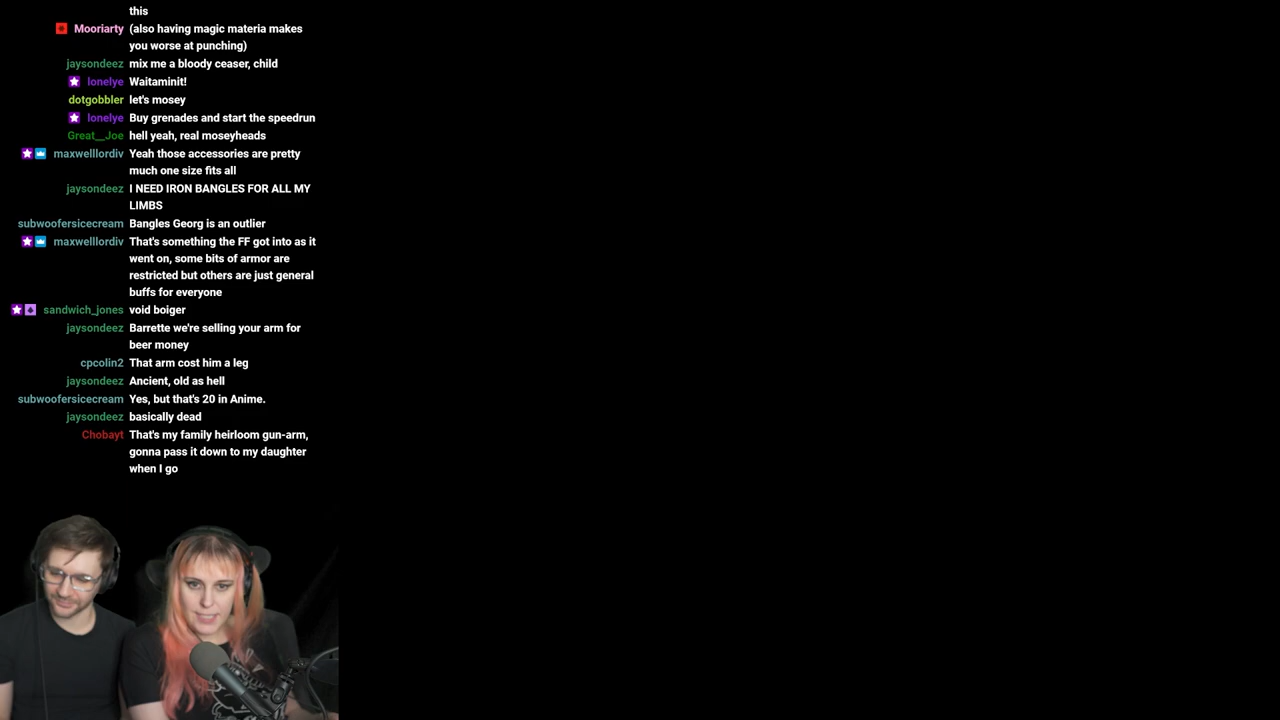 this
Mooriarty (also having magic materia makes
you worse at punching)
jaysondeez mix me a bloody ceaser, child
lonelye Waitaminit!
dotgobbler let's mosey
lonelye Buy grenades and start the speedrun
Great__Joe hell yeah, real moseyheads
maxwelllordiv Yeah those accessories are pretty
much one size fits all
jaysondeez I NEED IRON BANGLES FOR ALL MY
LIMBS
subwoofersicecream Bangles Georg is an outlier
maxwelllordiv That's something the FF got into as it
went on, some bits of armor are
restricted but others are just general
buffs for everyone
sandwich_jones void boiger
jaysondeez Barrette we're selling your arm for
beer money
cpcolin2 That arm cost him a leg
jaysondeez Ancient, old as hell
subwoofersicecream Yes, but that's 20 in Anime.
jaysondeez basically dead
Chobayt That's my family heirloom gun-arm,
gonna pass it down to my daughter
when I go